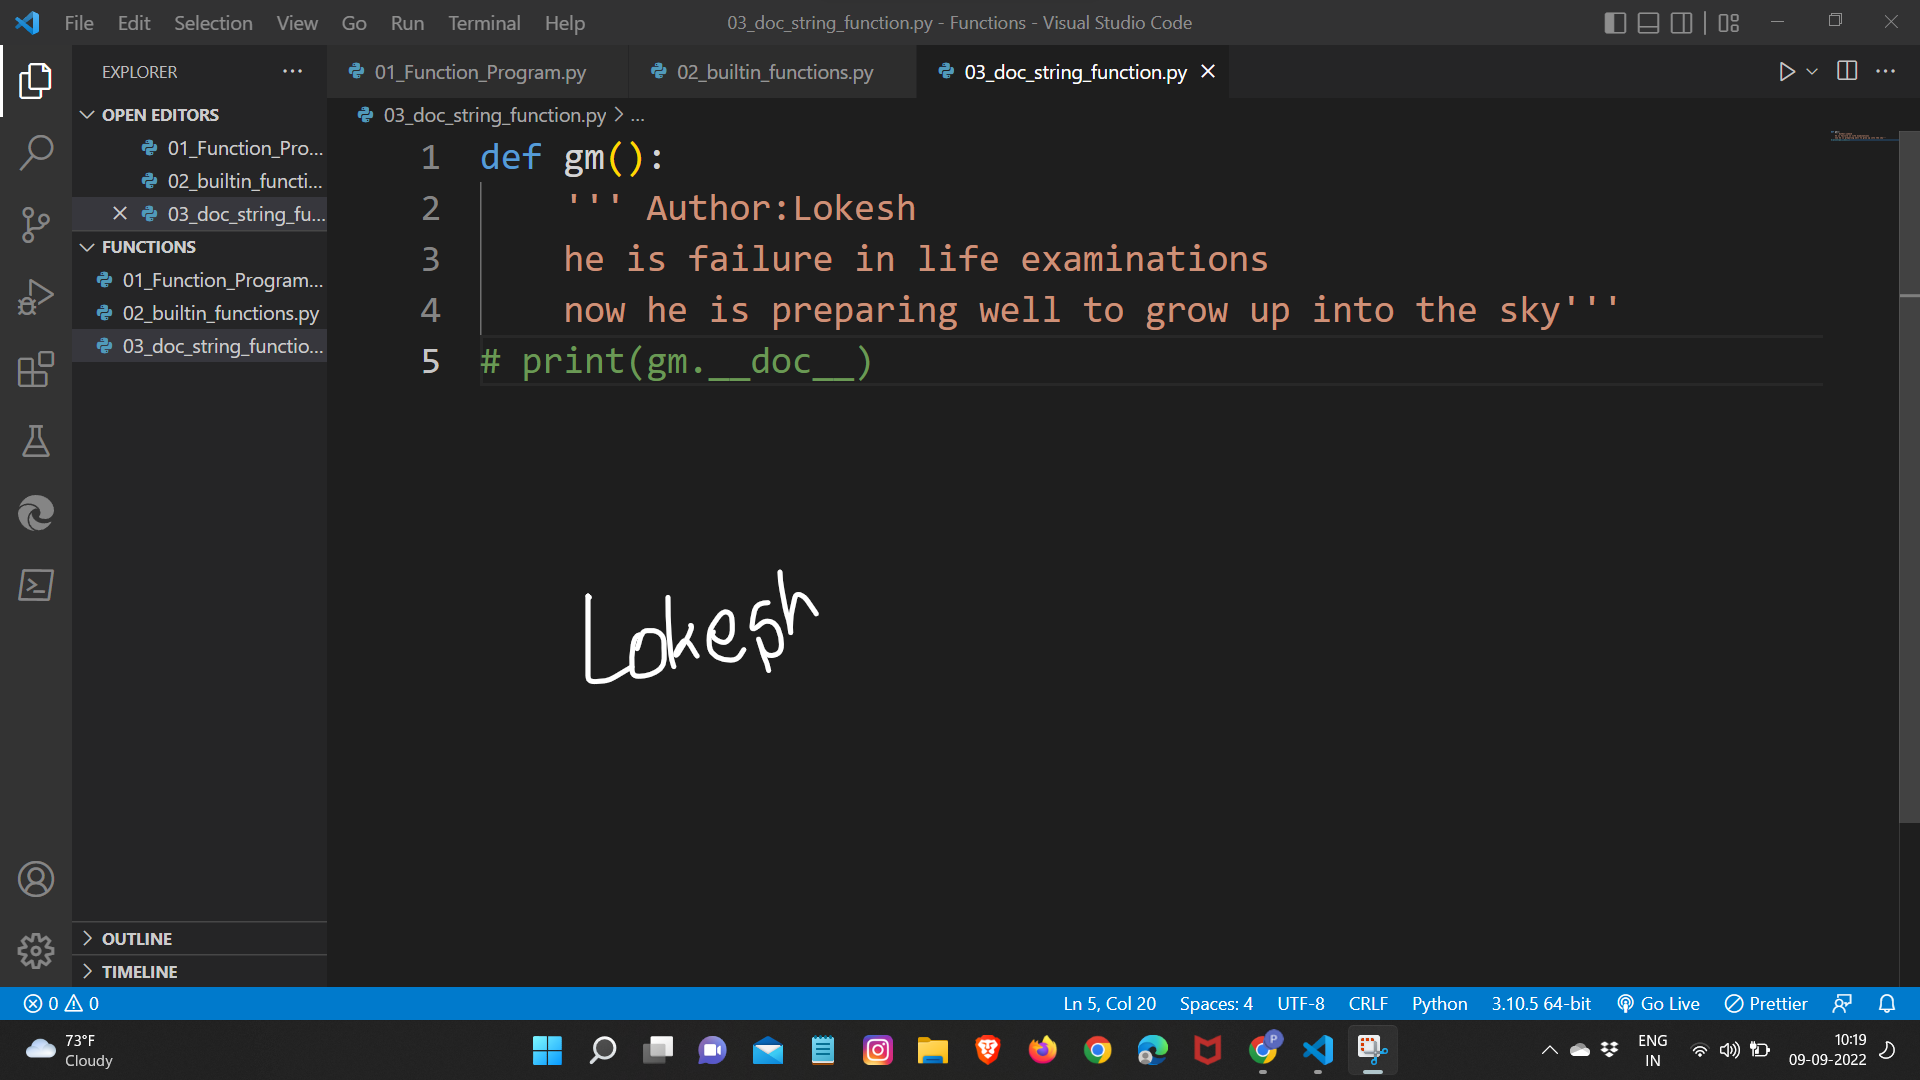 File Edit Selection View Go Run Terminal Help 03_doc_string_function.py - Functions - Visual Studio Code
EXPLORER
OPEN EDITORS
01_Function_Pro...
02_builtin_functi...
03_doc_string_fu...
FUNCTIONS
01_Function_Program...
02_builtin_functions.py
03_doc_string_functio...
OUTLINE
TIMELINE
01_Function_Program.py 02_builtin_functions.py 03_doc_string_function.py
03_doc_string_function.py > ...
1 def gm():
2 ''' Author:Lokesh
3 he is failure in life examinations
4 now he is preparing well to grow up into the sky'''
5 # print(gm.__doc__)
Lokesh
0 0 Ln 5, Col 20 Spaces: 4 UTF-8 CRLF Python 3.10.5 64-bit Go Live Prettier
73°F
Cloudy
P
ENG
IN
10:19
09-09-2022